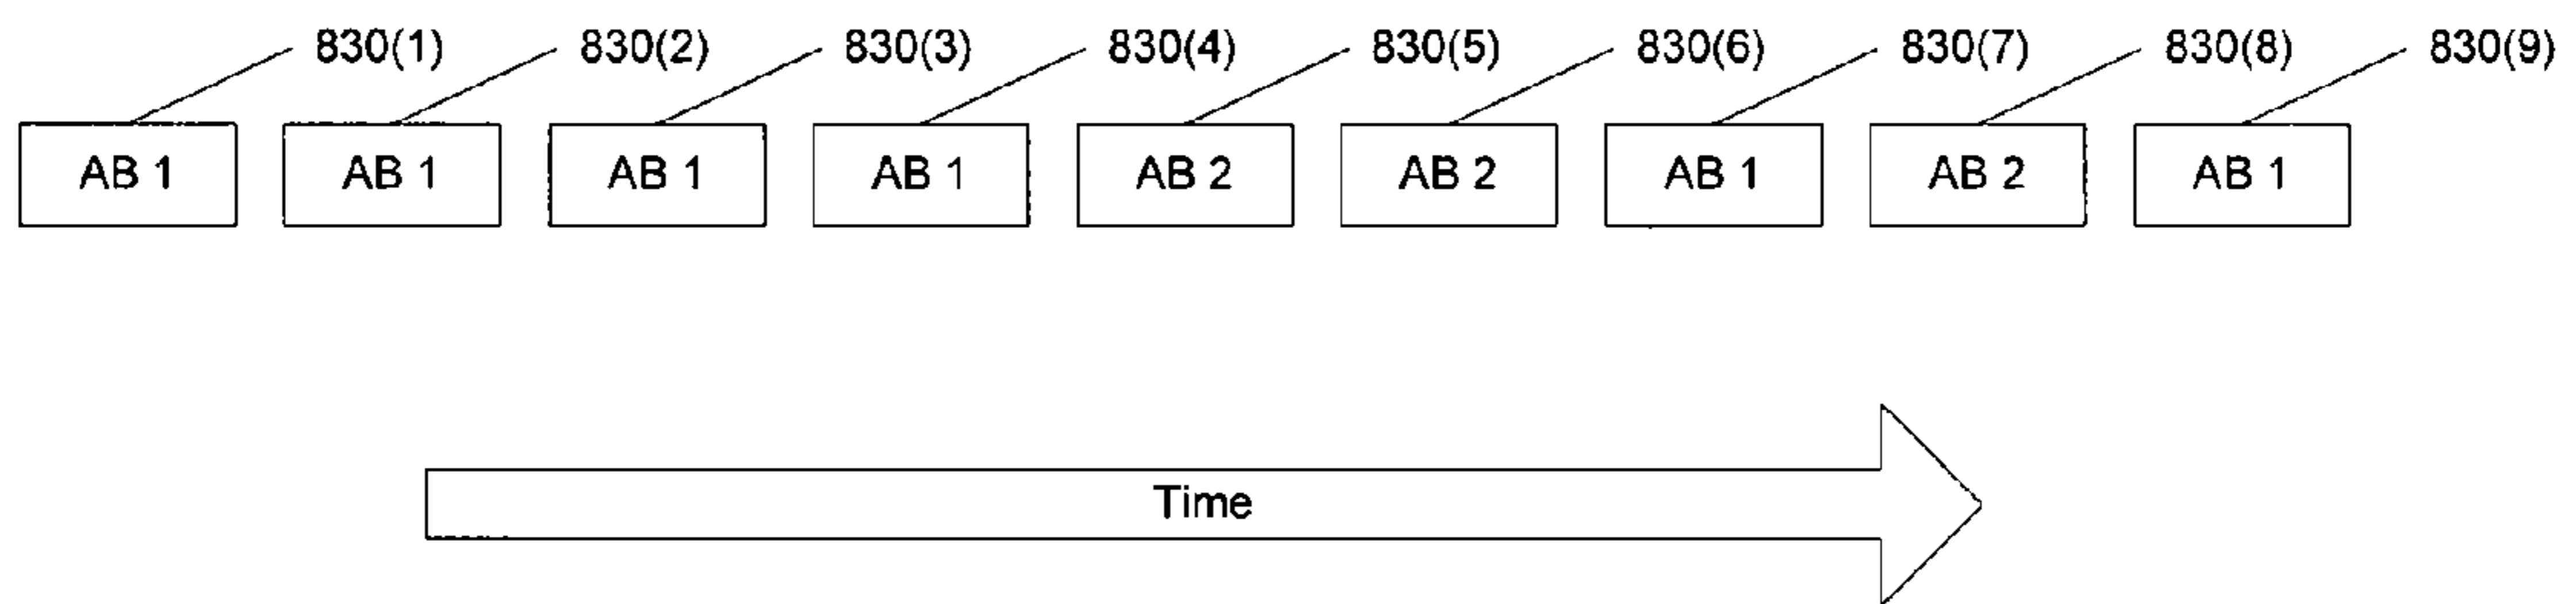 830(1) 830(2) 830(3) 830(4) 830(5) 830(6) 830(7) 830(8) 830(9)
AB 1 AB 1 AB 1 AB 1 AB 2 AB 2 AB 1 AB 2 AB 1
Time